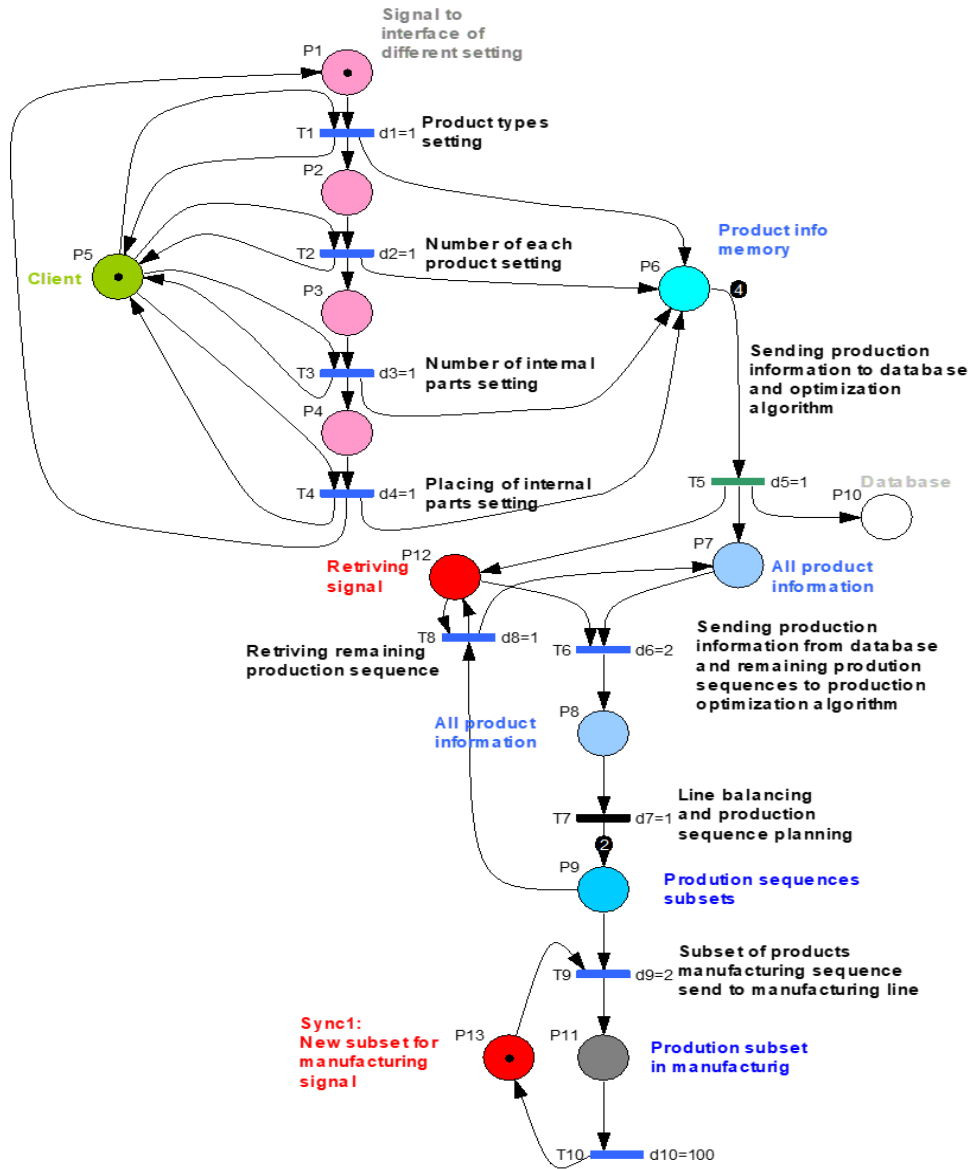 Signal to
interface of
different setting
P1
T1
d1=1
Product types
setting
P2
T2
d2=1
Number of each
product setting
P5
Client
P3
T3
d3=1
Number of internal
parts setting
P4
T4
d4=1
Placing of internal
parts setting
Product info
memory
P6
4
Sending production
information to database
and optimization
algorithm
T5
d5=1
Database
P10
P7
All product
information
P12
Retriving
signal
T8
d8=1
Retriving remaining
production sequence
T6
d6=2
Sending production
information from database
and remaining prodution
sequences to production
optimization algorithm
All product
information
P8
T7
d7=1
Line balancing
and production
sequence planning
2
P9
Prodution sequences
subsets
T9
d9=2
Subset of products
manufacturing sequence
send to manufacturing line
Sync1:
New subset for
manufacturing
signal
P13
P11
Prodution subset
in manufacturig
T10
d10=100